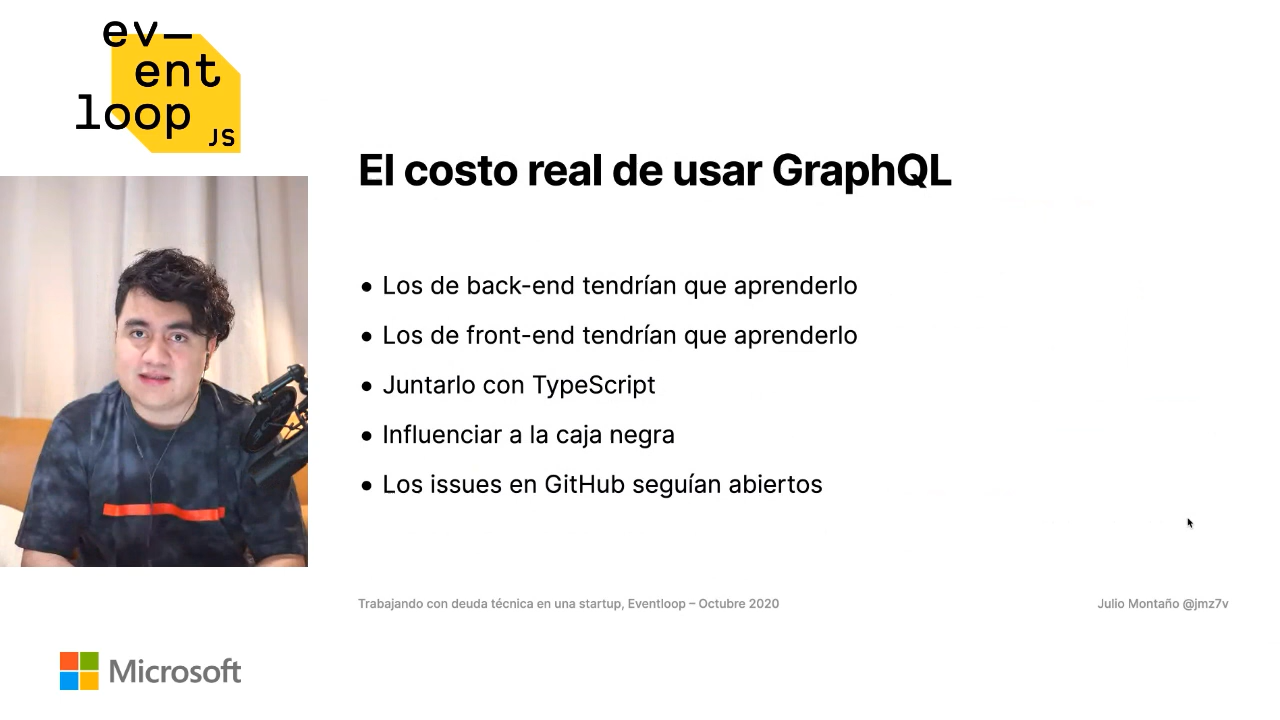 ev—
ent
loop
JS
El costo real de usar GraphQL
• Los de back-end tendrían que aprenderlo
• Los de front-end tendrían que aprenderlo
• Juntarlo con TypeScript
• Influenciar a la caja negra
• Los issues en GitHub seguían abiertos
Trabajando con deuda técnica en una startup, Eventloop – Octubre 2020
Julio Montaño @jmz7v
Microsoft